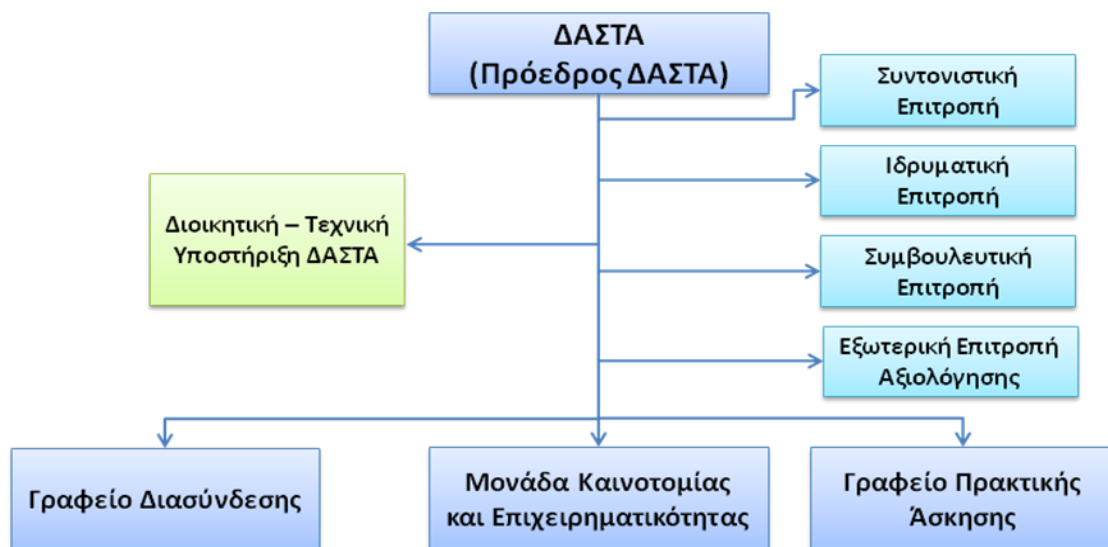 ΔΑΣΤΑ
(Πρόεδρος ΔΑΣΤΑ)
Συντονιστική
Επιτροπή
Ιδρυματική
Επιτροπή
Διοικητική – Τεχνική
Υποστήριξη ΔΑΣΤΑ
Συμβουλευτική
Επιτροπή
Εξωτερική Επιτροπή
Αξιολόγησης
Γραφείο Διασύνδεσης
Μονάδα Καινοτομίας
και Επιχειρηματικότητας
Γραφείο Πρακτικής
Άσκησης